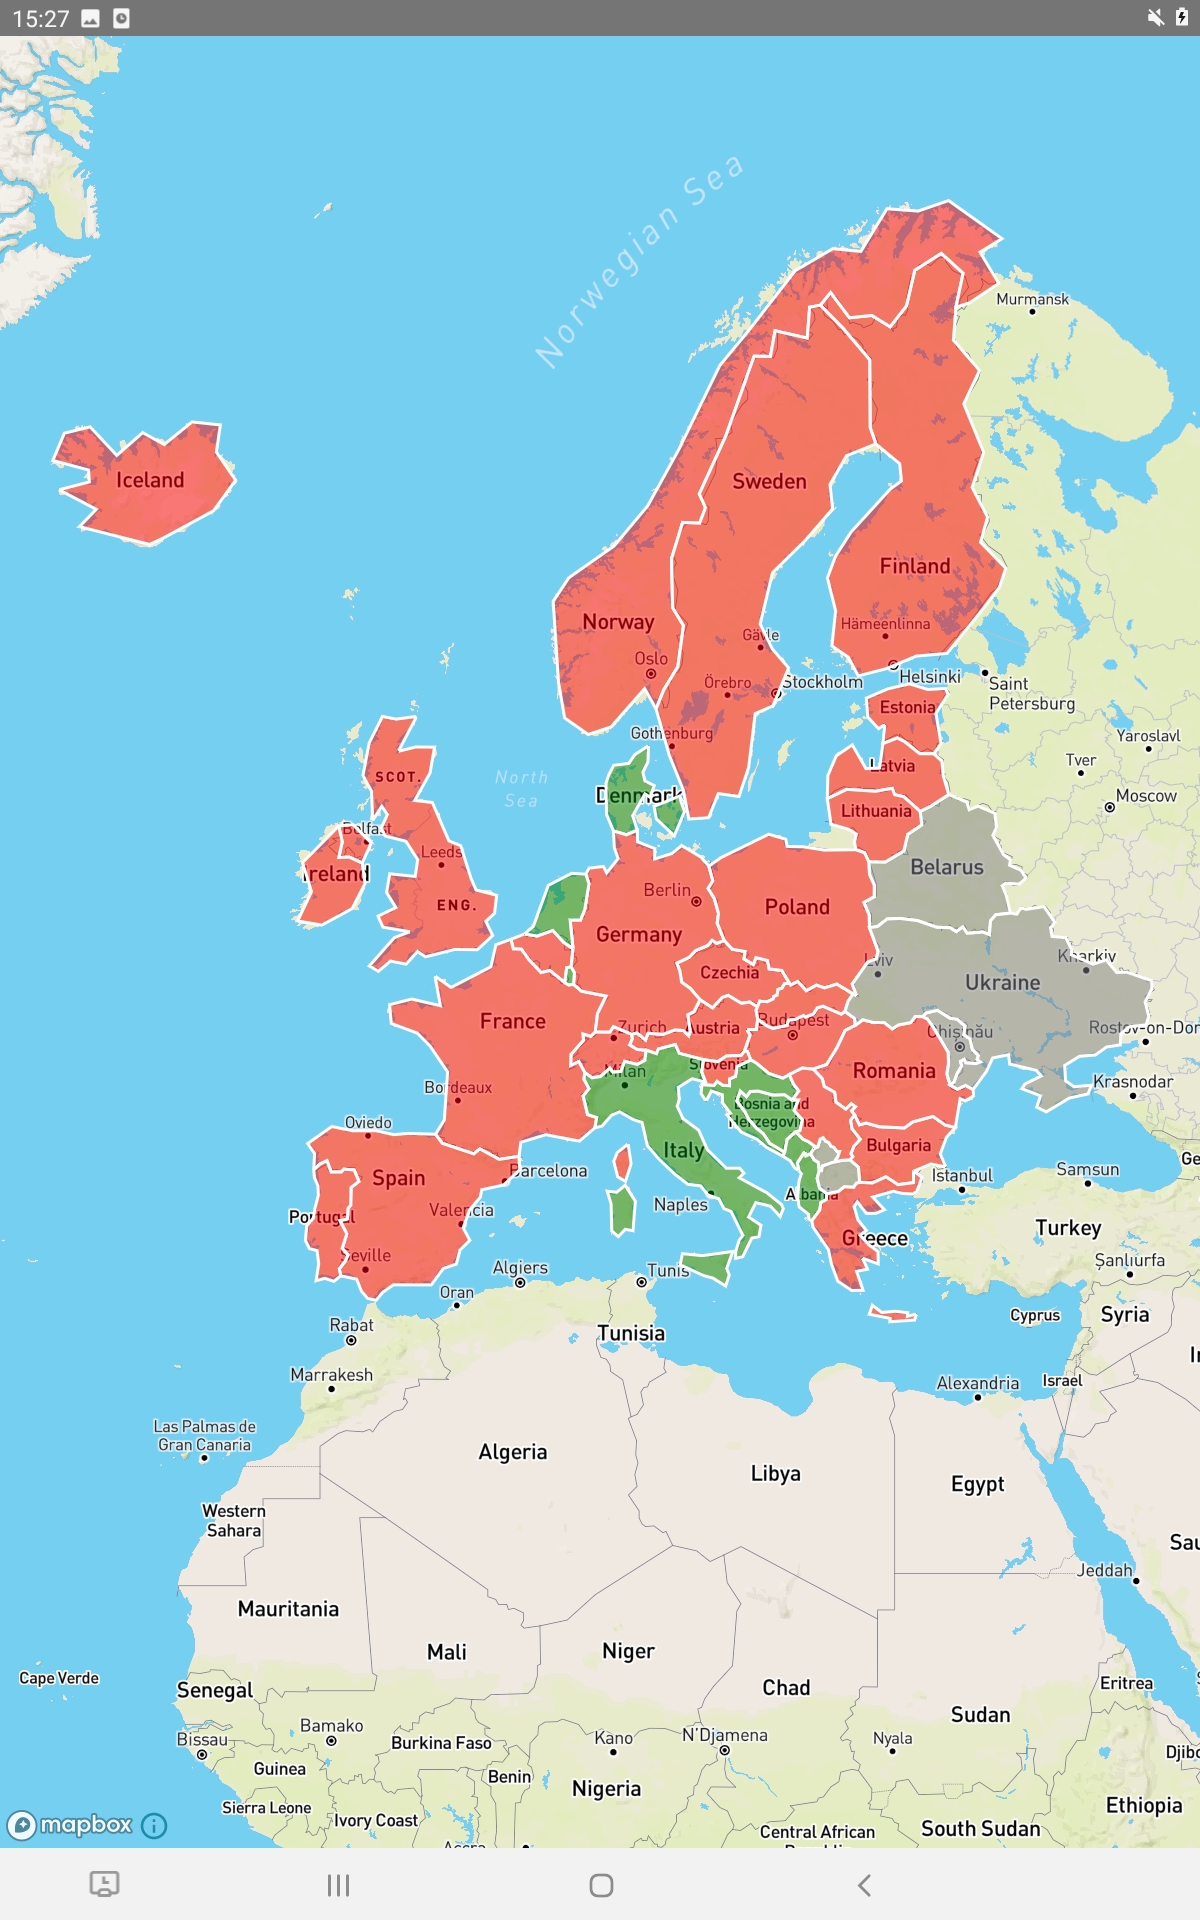 15:27
Norwegian Sea
Murmansk
Iceland
Sweden
Finland
Norway
Hämeenlinna
Gävle
Oslo
Örebro
Stockholm
Helsinki
Saint
Petersburg
Estonia
Gothenburg
Yaroslavl
Tver
Latvia
North
Sea
SCOT.
Denmark
Moscow
Lithuania
Belfast
Leeds
Ireland
Belarus
Berlin
ENG.
Poland
Germany
Lviv
Kharkiv
Czechia
Ukraine
France
Zurich
Austria
Budapest
Chișinău
Rostov-on-Don
Slovenia
Milan
Romania
Krasnodar
Bordeaux
Bosnia and
Herzegovina
Oviedo
Italy
Bulgaria
Ge
Spain
Barcelona
Istanbul
Samsun
Albania
Naples
Portugal
Valencia
Turkey
Greece
Seville
Algiers
Tunis
Şanlıurfa
Oran
Cyprus
Syria
Rabat
Tunisia
Marrakesh
Alexandria
Israel
Las Palmas de
Gran Canaria
Algeria
Libya
Egypt
Western
Sahara
Sau
Jeddah
Mauritania
Mali
Niger
Cape Verde
Senegal
Chad
Eritrea
Sudan
Bissau
Bamako
Burkina Faso
Kano
N'Djamena
Nyala
Djibo
Guinea
Benin
Nigeria
Sierra Leone
Ivory Coast
Ethiopia
mapbox
Central African
South Sudan